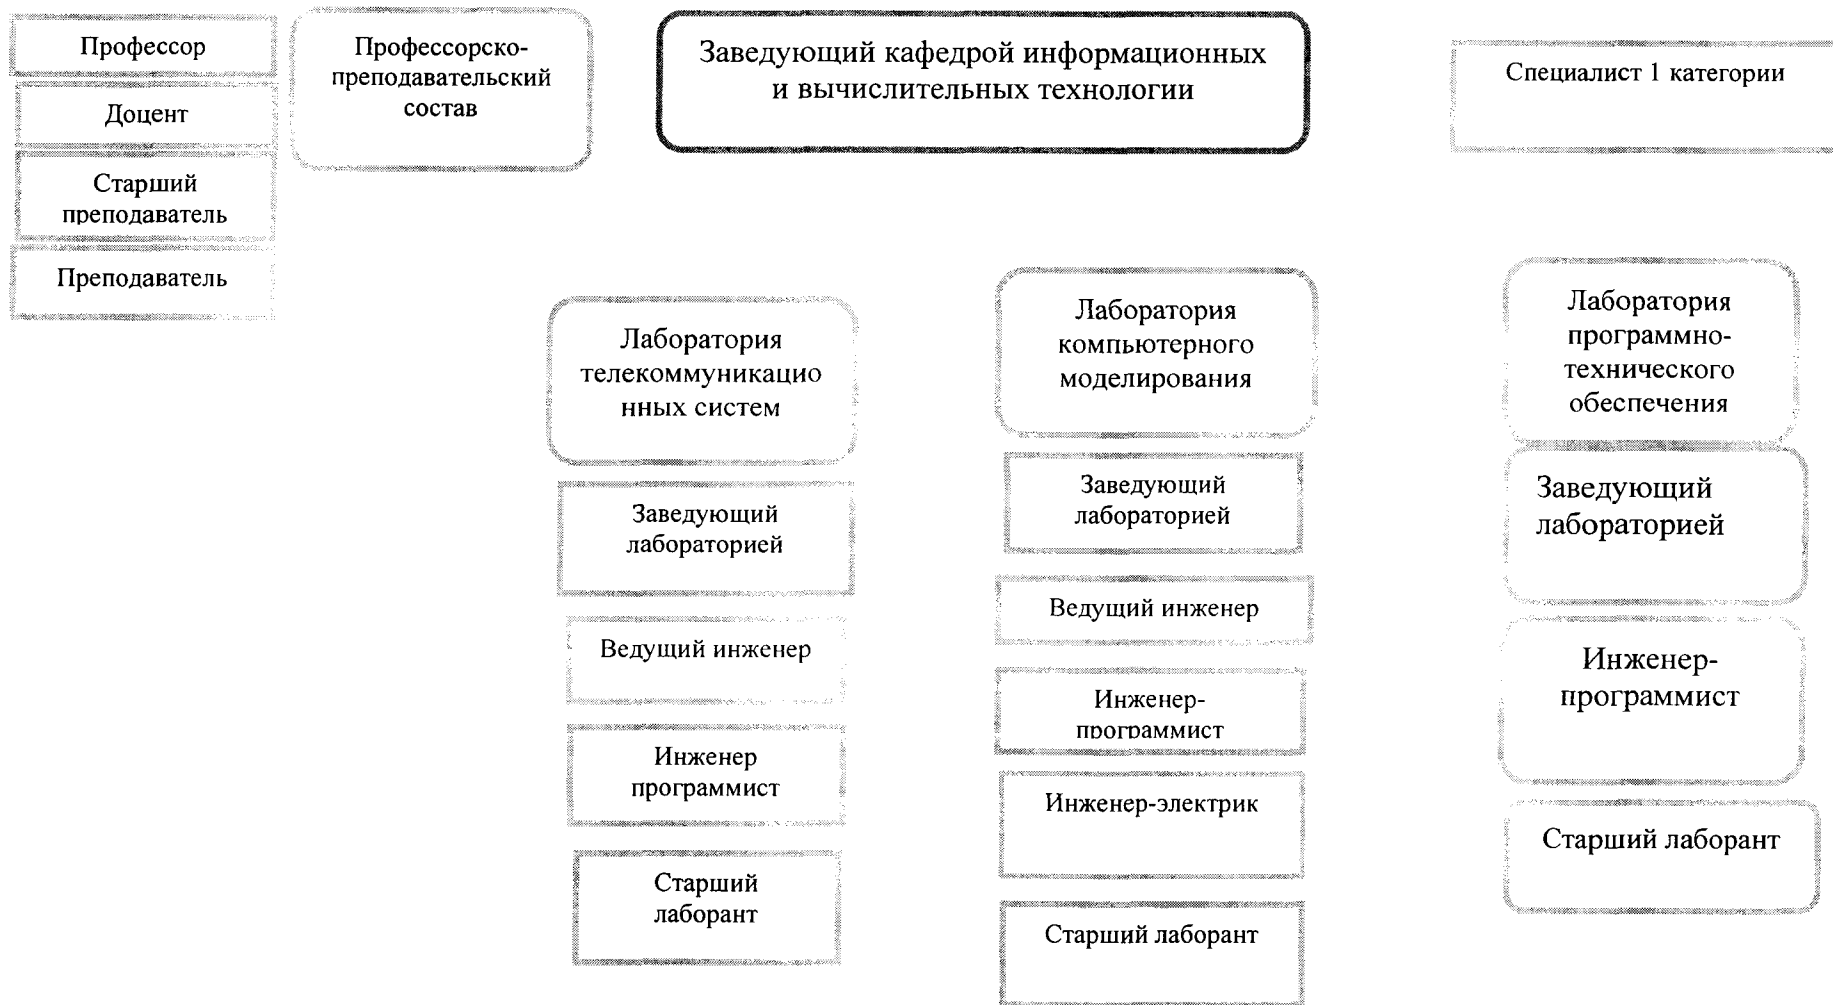 Профессор
Доцент
Старший
преподаватель
Преподаватель
Профессорско-
преподавательский
состав
Заведующий кафедрой информационных
и вычислительных технологии
Специалист 1 категории
Лаборатория
телекоммуникацио
нных систем
Заведующий
лабораторией
Ведущий инженер
Инженер
программист
Старший
лаборант
Лаборатория
компьютерного
моделирования
Заведующий
лабораторией
Ведущий инженер
Инженер-
программист
Инженер-электрик
Старший лаборант
Лаборатория
программно-
технического
обеспечения
Заведующий
лабораторией
Инженер-
программист
Старший лаборант